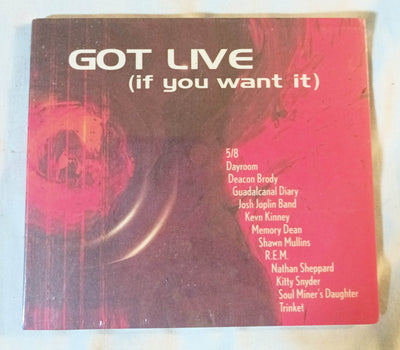 GOT LIVE
(if you want it)
5/8
Dayroom
Deacon Brody
Guadalcanal Diary
Josh Joplin Band
Kevn Kinney
Memory Dean
Shawn Mullins
R.E.M.
Nathan Sheppard
Kitty Snyder
Soul Miner's Daughter
Trinket